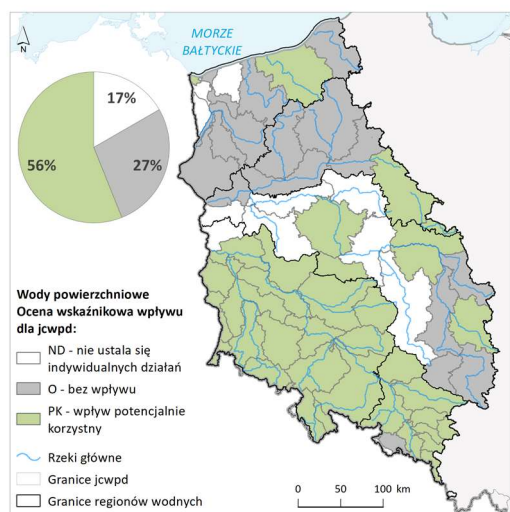 MORZE
BAŁTYCKIE
N
17%
56%
27%
Wody powierzchniowe
Ocena wskaźnikowa wpływu
dla jcwpd:
ND - nie ustala się
indywidualnych działań
O - bez wpływu
PK - wpływ potencjalnie
korzystny
Rzeki główne
Granice jcwpd
Granice regionów wodnych
0 50 100 km